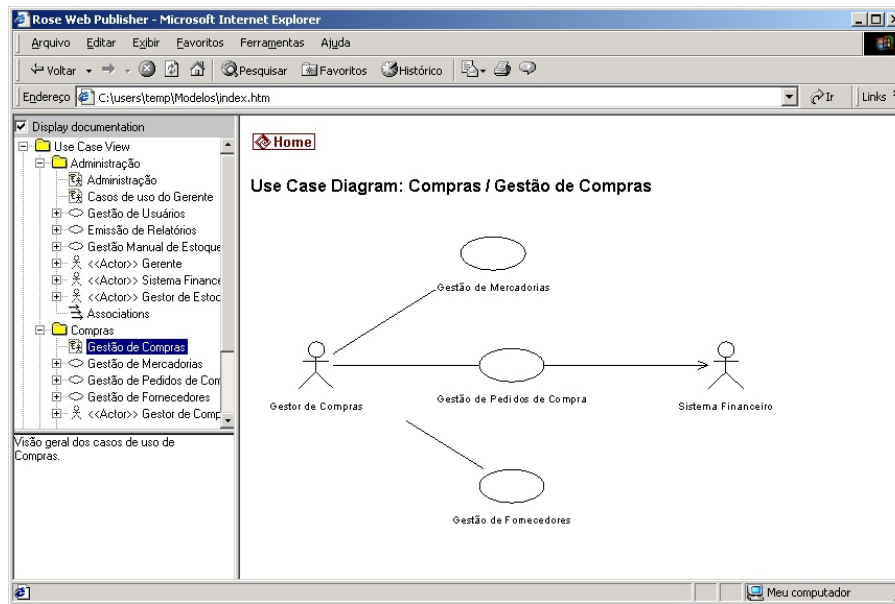 Rose Web Publisher - Microsoft Internet Explorer
Arquivo Editar Exibir Favoritos Ferramentas Ajuda
Voltar Pesquisar Favoritos Histórico
Endereço C:\users\temp\Modelos\index.htm Ir Links
Display documentation
Use Case View
Administração
Administração
Casos de uso do Gerente
Gestão de Usuários
Emissão de Relatórios
Gestão Manual de Estoque
<<Actor>> Gerente
<<Actor>> Sistema Finance
<<Actor>> Gestor de Estoc
Associations
Compras
Gestão de Compras
Gestão de Mercadorias
Gestão de Pedidos de Com
Gestão de Fornecedores
<<Actor>> Gestor de Comp
Visão geral dos casos de uso de
Compras.
Home
Use Case Diagram: Compras / Gestão de Compras
Gestão de Mercadorias
Gestor de Compras
Gestão de Pedidos de Compra
Sistema Financeiro
Gestão de Fornecedores
Meu computador